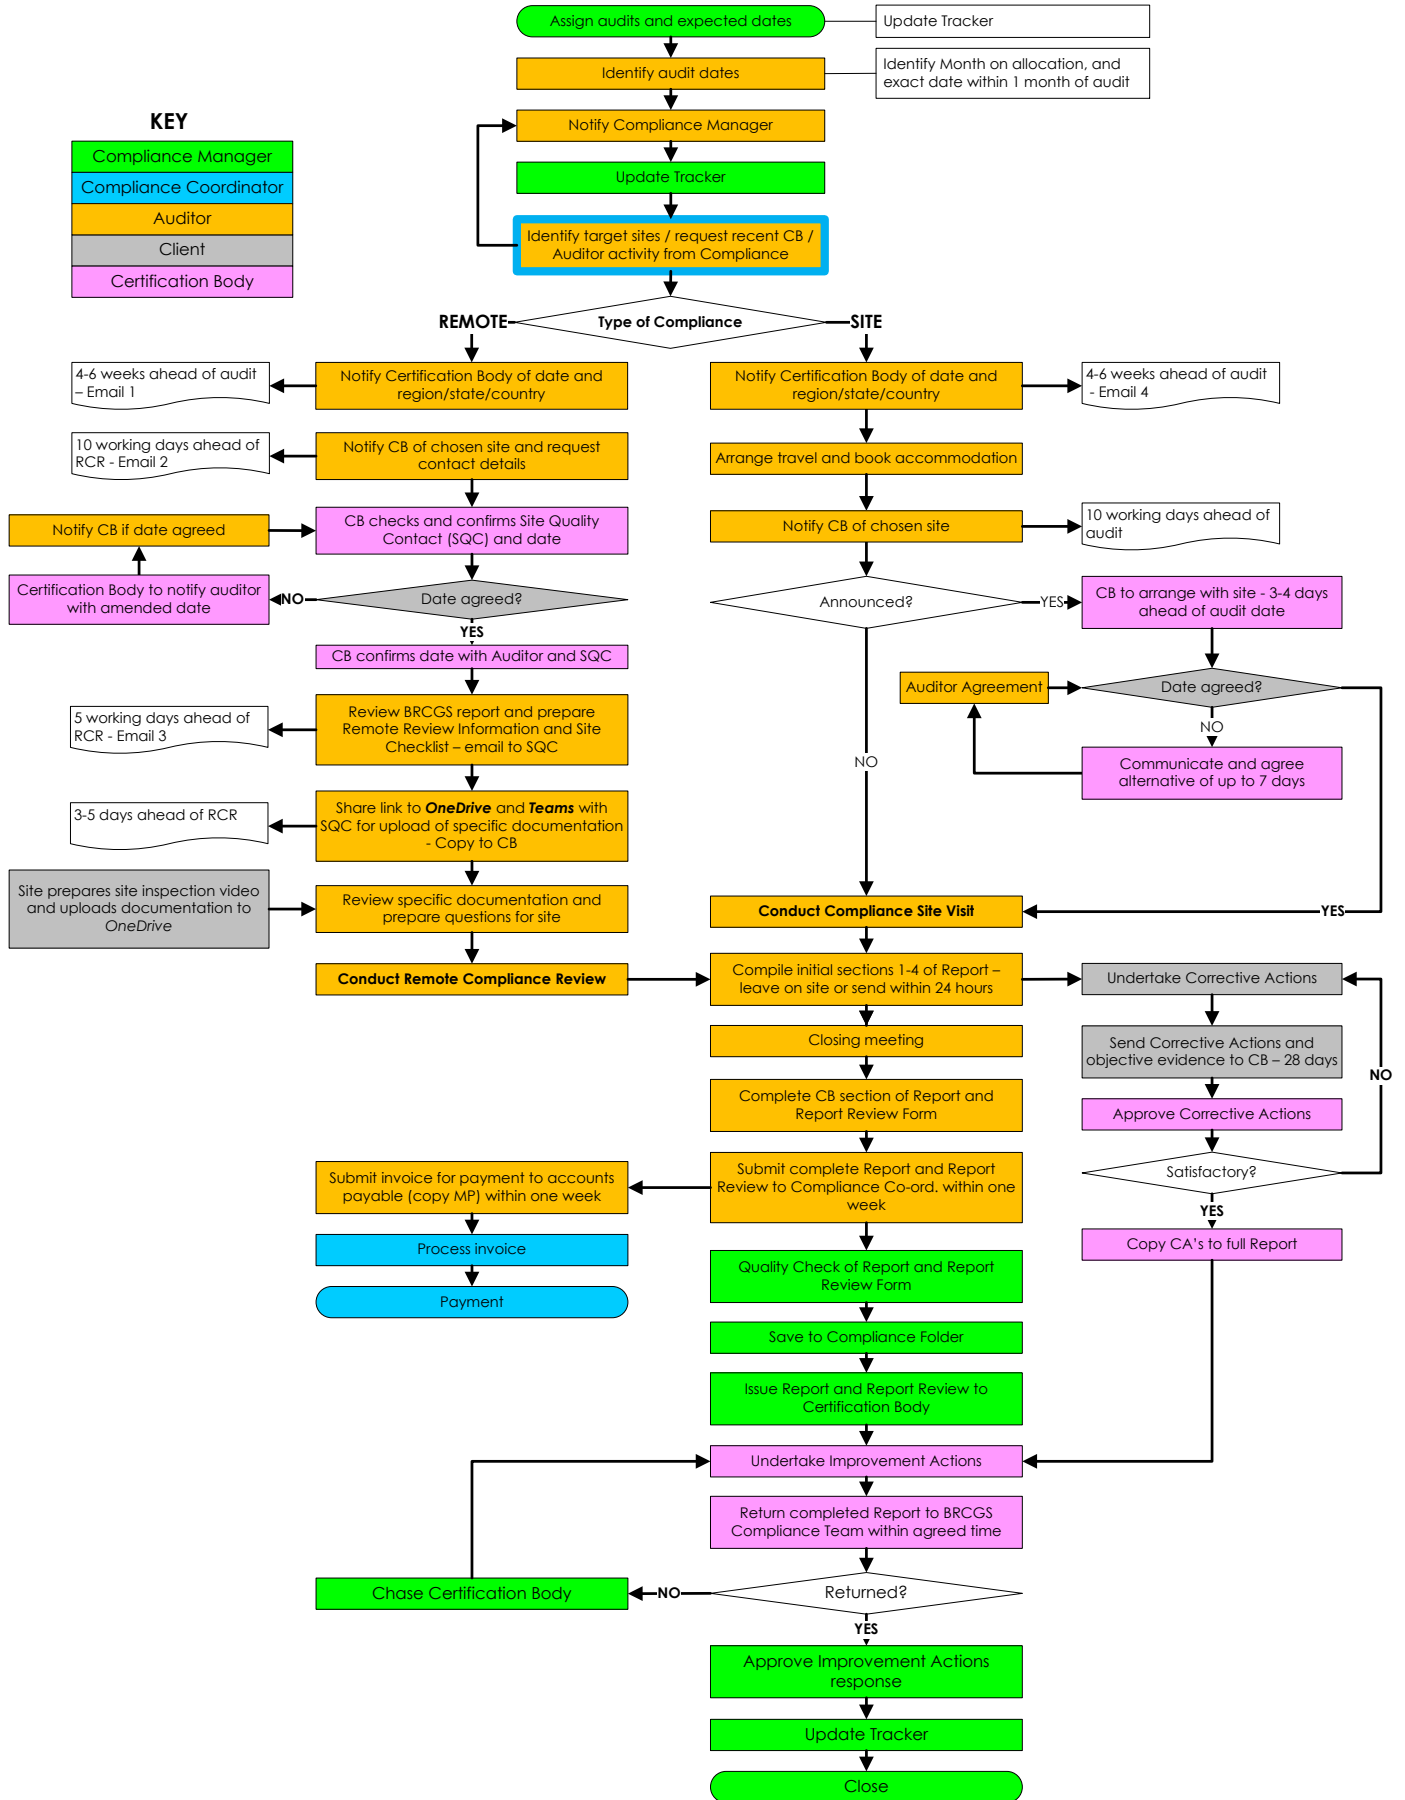 Assign audits and expected dates
Update Tracker
Identify audit dates
Identify Month on allocation, and
exact date within 1 month of audit
KEY
Compliance Manager
Compliance Coordinator
Auditor
Client
Certification Body
Notify Compliance Manager
Update Tracker
Identify target sites / request recent CB /
Auditor activity from Compliance
Type of Compliance
REMOTE
SITE
4-6 weeks ahead of audit
– Email 1
Notify Certification Body of date and
region/state/country
10 working days ahead of
RCR - Email 2
Notify CB of chosen site and request
contact details
Notify CB if date agreed
CB checks and confirms Site Quality
Contact (SQC) and date
Certification Body to notify auditor
with amended date
NO
Date agreed?
YES
CB confirms date with Auditor and SQC
5 working days ahead of
RCR - Email 3
Review BRCGS report and prepare
Remote Review Information and Site
Checklist – email to SQC
3-5 days ahead of RCR
Share link to OneDrive and Teams with
SQC for upload of specific documentation
- Copy to CB
Site prepares site inspection video
and uploads documentation to
OneDrive
Review specific documentation and
prepare questions for site
Conduct Remote Compliance Review
Notify Certification Body of date and
region/state/country
4-6 weeks ahead of audit
- Email 4
Arrange travel and book accommodation
Notify CB of chosen site
10 working days ahead of
audit
Announced?
YES
CB to arrange with site - 3-4 days
ahead of audit date
Auditor Agreement
Date agreed?
NO
Communicate and agree
alternative of up to 7 days
NO
YES
Conduct Compliance Site Visit
Compile initial sections 1-4 of Report –
leave on site or send within 24 hours
Undertake Corrective Actions
Closing meeting
Send Corrective Actions and
objective evidence to CB – 28 days
NO
Complete CB section of Report and
Report Review Form
Approve Corrective Actions
Satisfactory?
YES
Copy CA's to full Report
Submit invoice for payment to accounts
payable (copy MP) within one week
Submit complete Report and Report
Review to Compliance Co-ord. within one
week
Process invoice
Payment
Quality Check of Report and Report
Review Form
Save to Compliance Folder
Issue Report and Report Review to
Certification Body
Undertake Improvement Actions
Return completed Report to BRCGS
Compliance Team within agreed time
Chase Certification Body
NO
Returned?
YES
Approve Improvement Actions
response
Update Tracker
Close